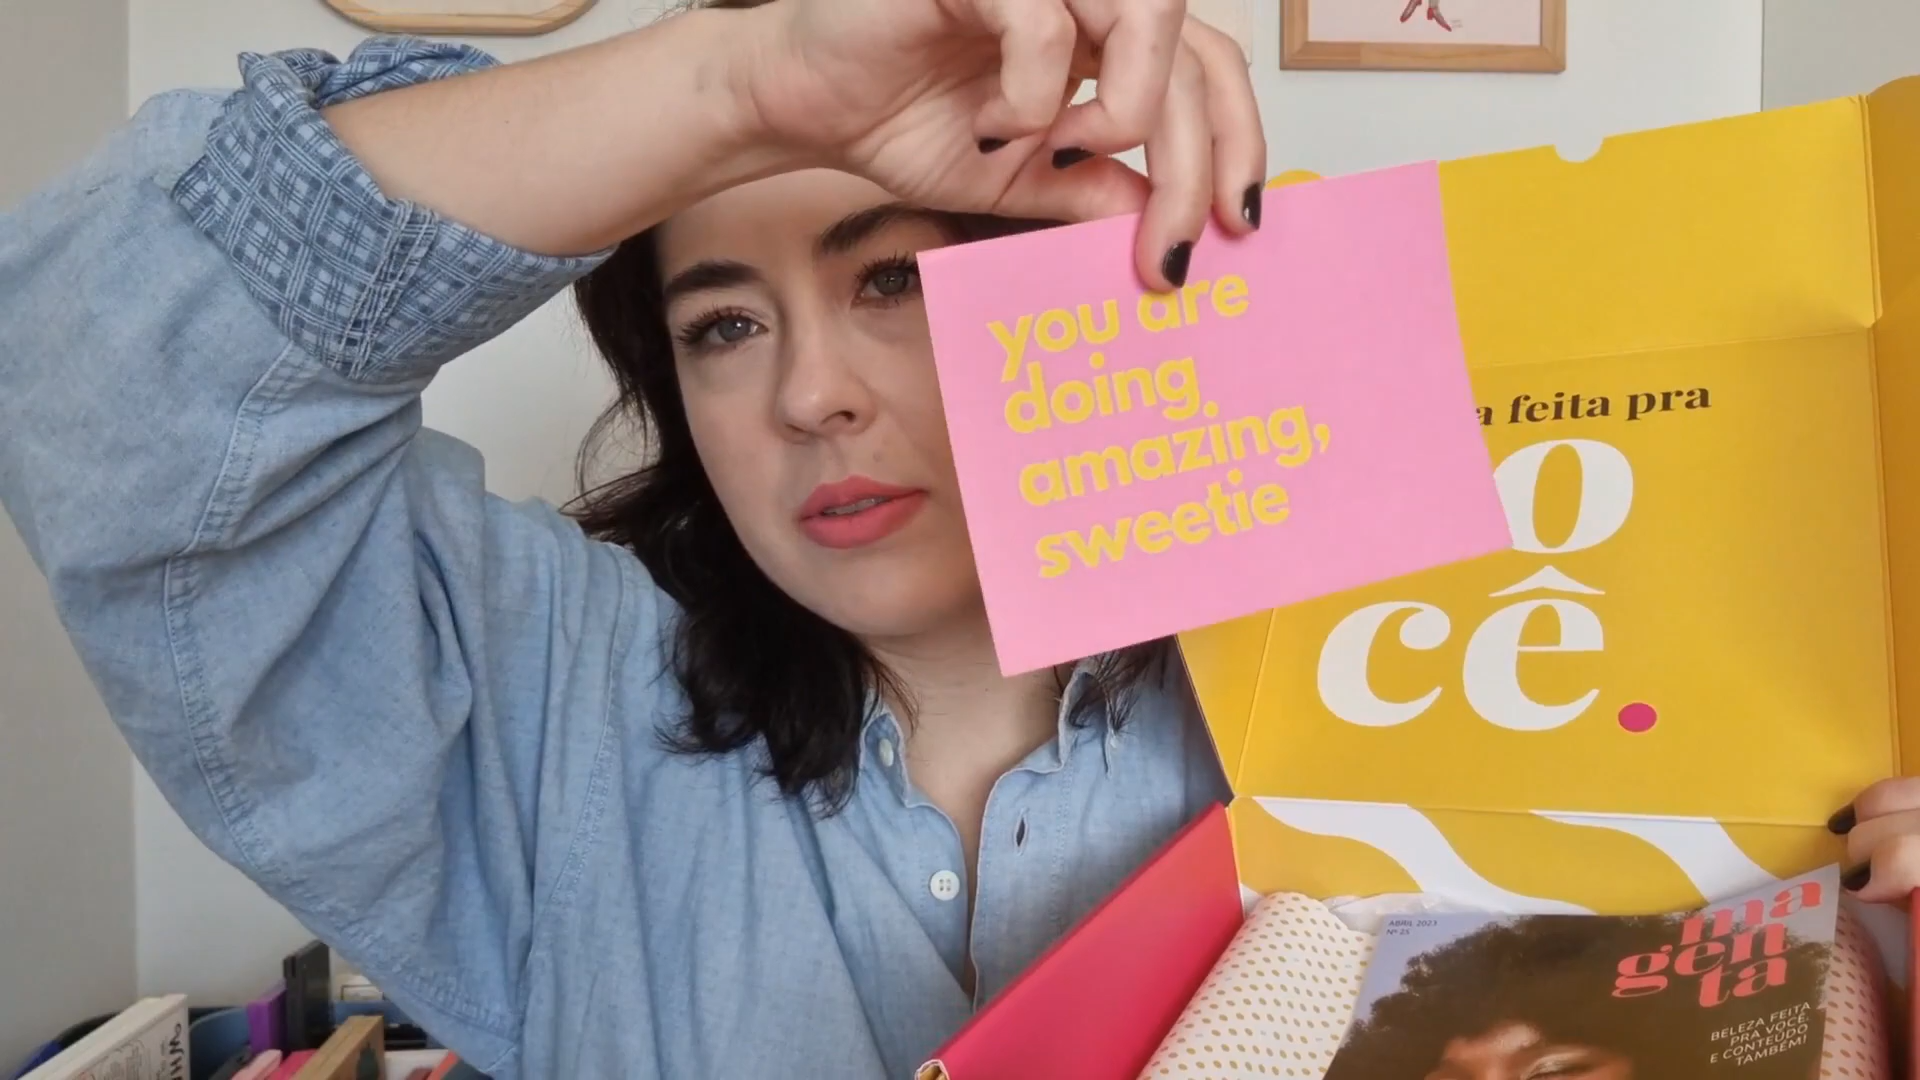 you are
doing
amazing,
sweetie
a feita pra
o
cê.
ABRIL 2023
Nº 25
ma
gen
ta
BELEZA FEITA
PRA VOCÊ.
E CONTEÚDO
TAMBÉM!